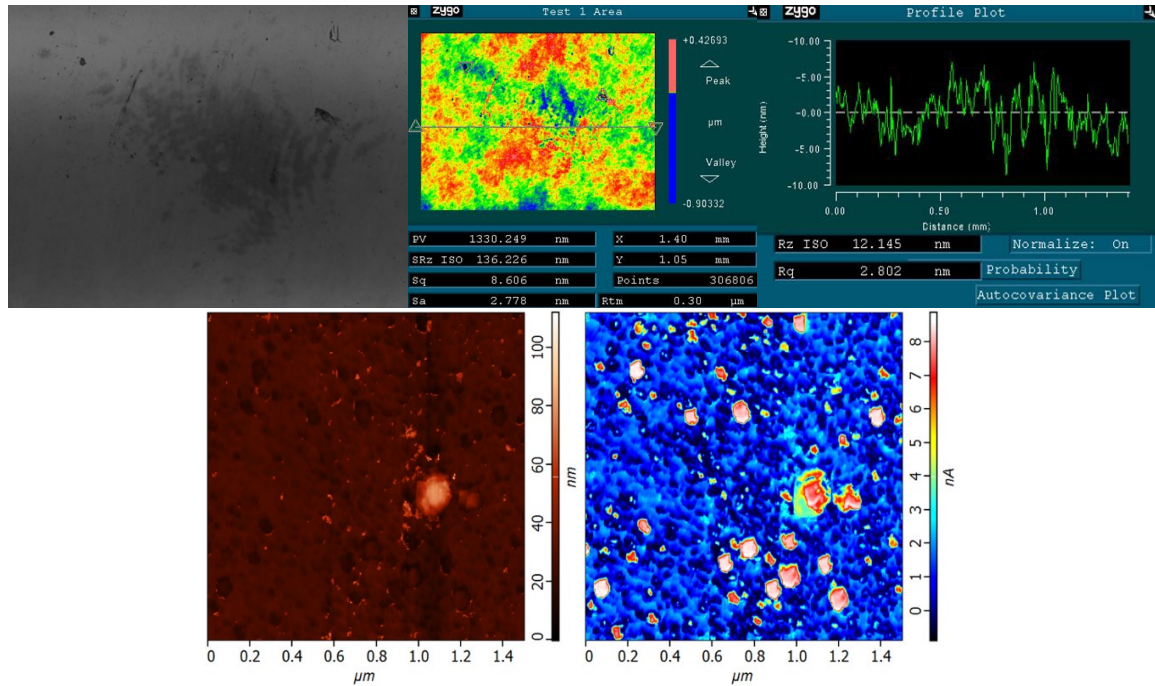 zygo Test 1 Area
+0.42693
Peak
µm
Valley
-0.90332
PV 1330.249 nm
SRz ISO 136.226 nm
Sq 8.606 nm
Sa 2.778 nm
X 1.40 mm
Y 1.05 mm
Points 306806
Rtm 0.30 µm
zygo Profile Plot
Height (nm)
-10.00
-5.00
-0.00
-5.00
-10.00
0.00 0.50 1.00
Distance (mm)
Rz ISO 12.145 nm
Rq 2.802 nm
Normalize: On
Probability
Autocovariance Plot
100
80
60
40
20
0
nm
0 0.2 0.4 0.6 0.8 1.0 1.2 1.4
µm
8
7
6
5
4
3
2
1
0
nA
0 0.2 0.4 0.6 0.8 1.0 1.2 1.4
µm